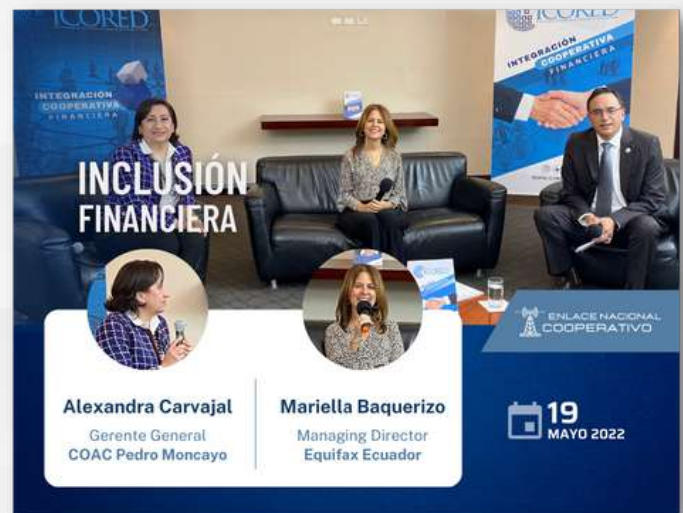 ICORED
INTEGRACIÓN
COOPERATIVA
FINANCIERA
ICORED
INTEGRACIÓN
COOPERATIVA
FINANCIERA
INCLUSIÓN
FINANCIERA
ICORED
ENLACE NACIONAL
COOPERATIVO
Alexandra Carvajal
Gerente General
COAC Pedro Moncayo
Mariella Baquerizo
Managing Director
Equifax Ecuador
19
MAYO 2022